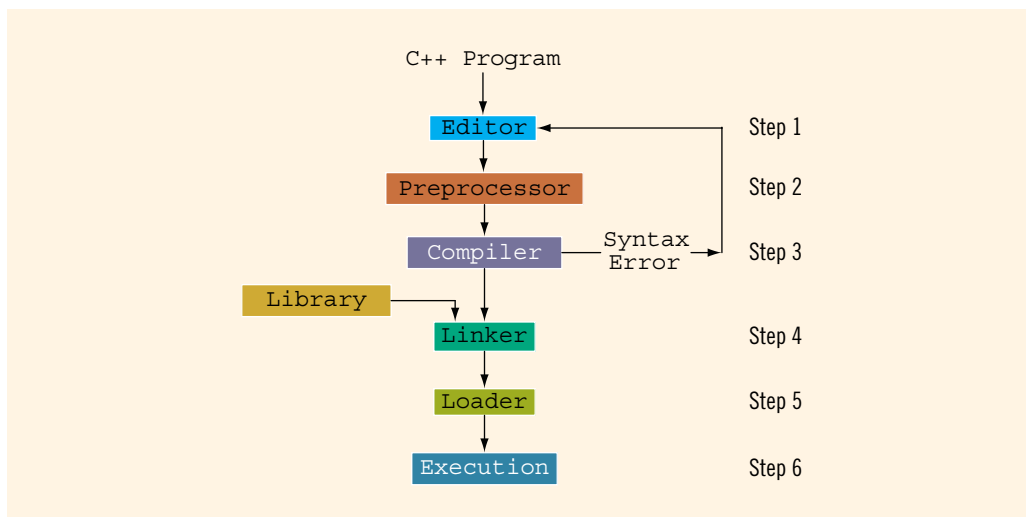 C++ Program
Editor
Step 1
Preprocessor
Step 2
Compiler
Syntax
Error
Step 3
Library
Linker
Step 4
Loader
Step 5
Execution
Step 6